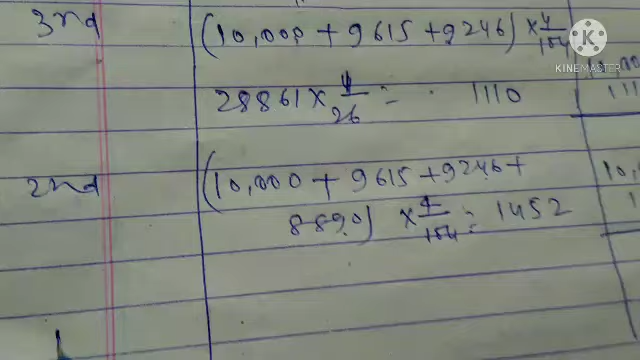 3rd (10,000 + 9615 + 9246) × 4/104
KINEMASTER
28861 × 4/26 = 1110
111
2nd (10,000 + 9615 + 9246 +
8890) × 4/104 = 1452